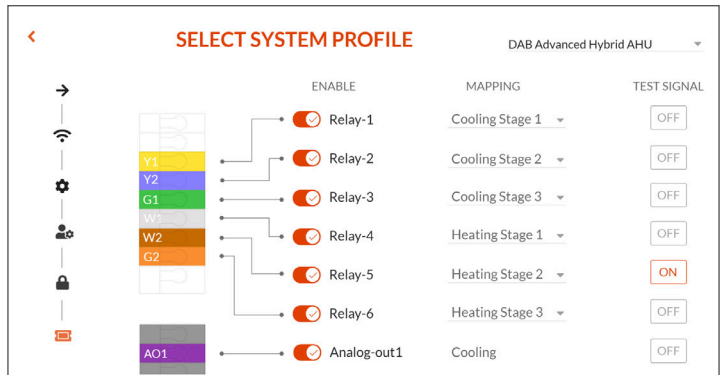 SELECT SYSTEM PROFILE
DAB Advanced Hybrid AHU
ENABLE MAPPING TEST SIGNAL
Relay-1 Cooling Stage 1 OFF
Y1 Relay-2 Cooling Stage 2 OFF
Y2
G1 Relay-3 Cooling Stage 3 OFF
W1
W2 Relay-4 Heating Stage 1 OFF
G2
Relay-5 Heating Stage 2 ON
Relay-6 Heating Stage 3 OFF
AO1 Analog-out1 Cooling OFF